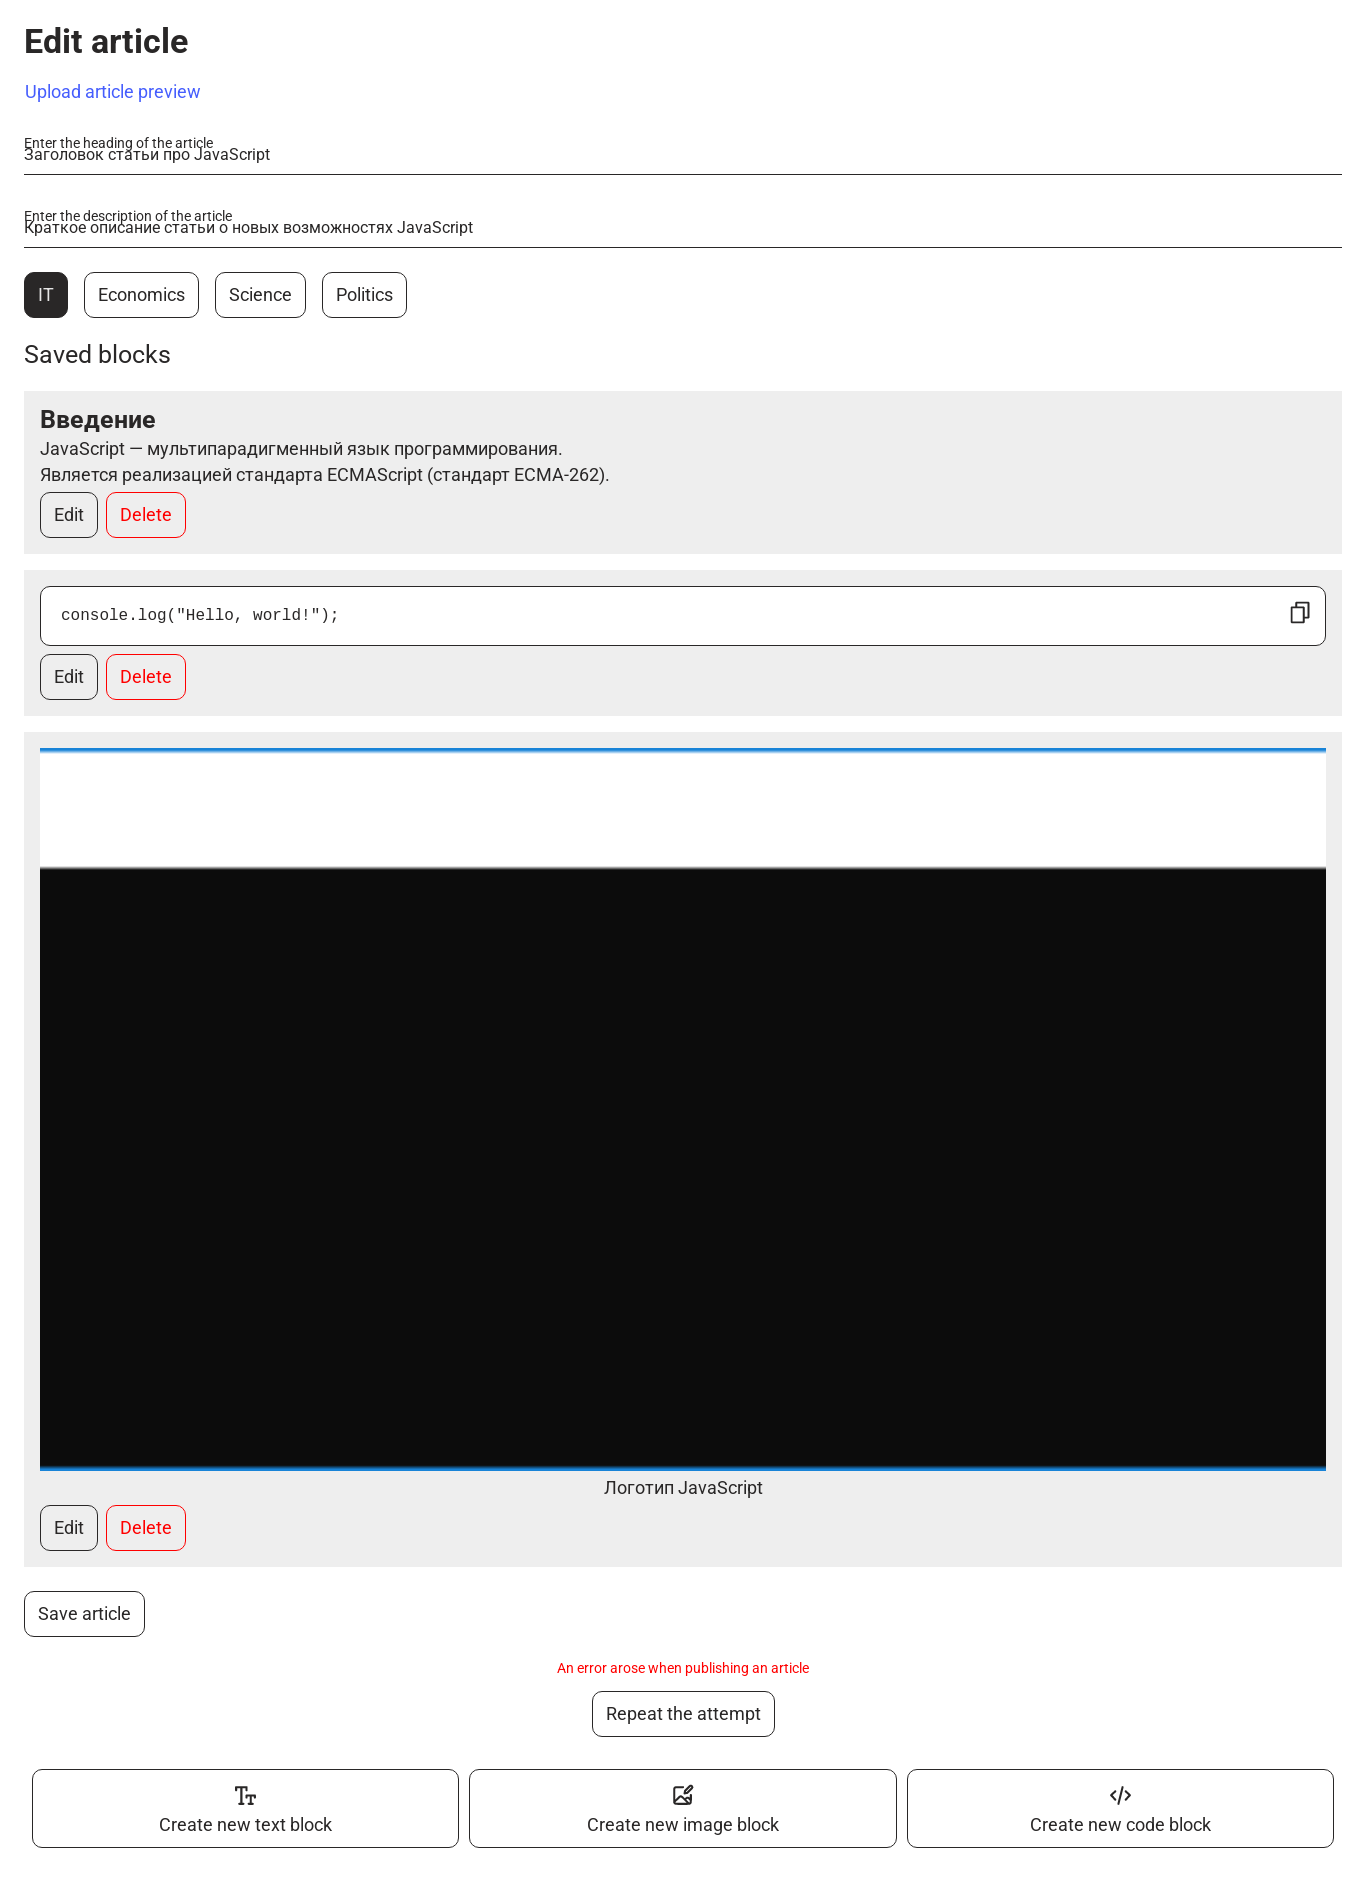 Edit article
Upload article preview
Enter the heading of the article
Заголовок статьи про JavaScript
Enter the description of the article
Краткое описание статьи о новых возможностях JavaScript
IT Economics Science Politics
Saved blocks
Введение
JavaScript — мультипарадигменный язык программирования.
Является реализацией стандарта ECMAScript (стандарт ECMA-262).
Edit Delete
console.log("Hello, world!");
Edit Delete
Логотип JavaScript
Edit Delete
Save article
An error arose when publishing an article
Repeat the attempt
Create new text block Create new image block Create new code block